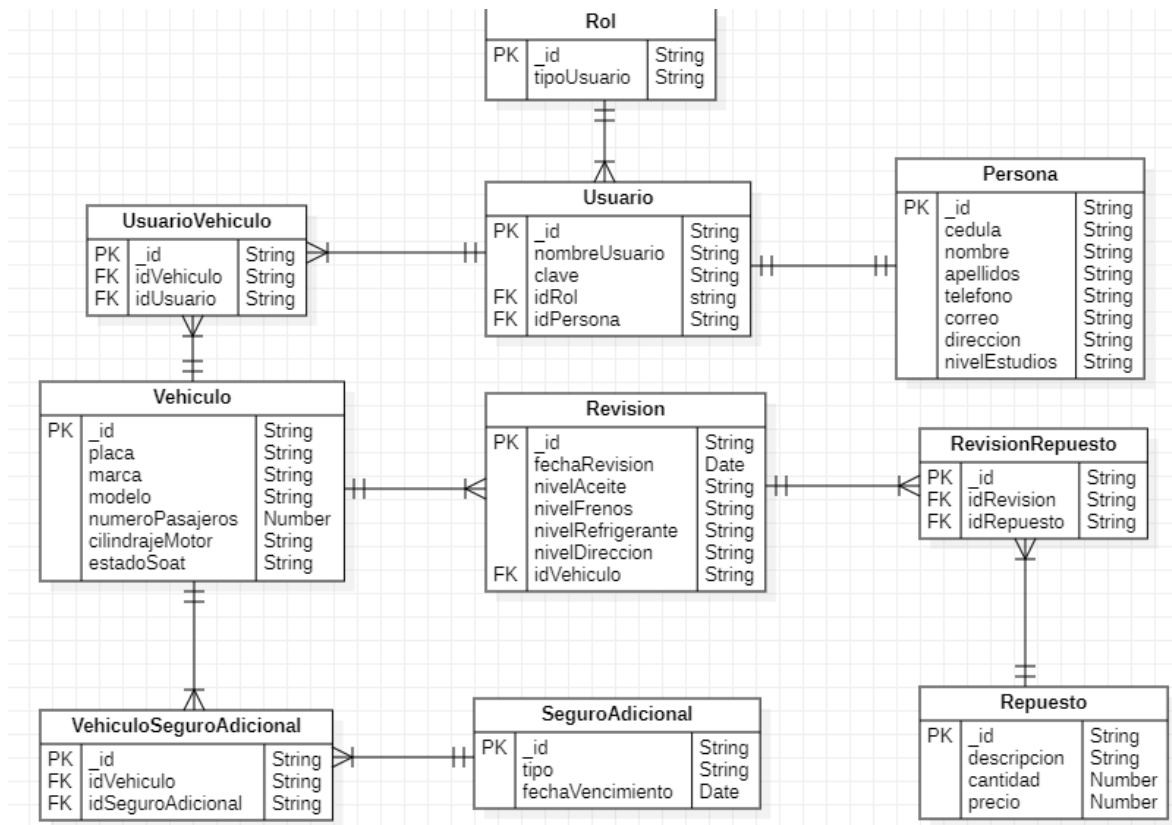 Rol
PK _id String
tipoUsuario String
Usuario
PK _id String
nombreUsuario String
clave String
FK idRol string
FK idPersona String
Persona
PK _id String
cedula String
nombre String
apellidos String
telefono String
correo String
direccion String
nivelEstudios String
UsuarioVehiculo
PK _id String
FK idVehiculo String
FK idUsuario String
Vehiculo
PK _id String
placa String
marca String
modelo String
numeroPasajeros Number
cilindrajeMotor String
estadoSoat String
Revision
PK _id String
fechaRevision Date
nivelAceite String
nivelFrenos String
nivelRefrigerante String
nivelDireccion String
FK idVehiculo String
RevisionRepuesto
PK _id String
FK idRevision String
FK idRepuesto String
VehiculoSeguroAdicional
PK _id String
FK idVehiculo String
FK idSeguroAdicional String
SeguroAdicional
PK _id String
tipo String
fechaVencimiento Date
Repuesto
PK _id String
descripcion String
cantidad Number
precio Number